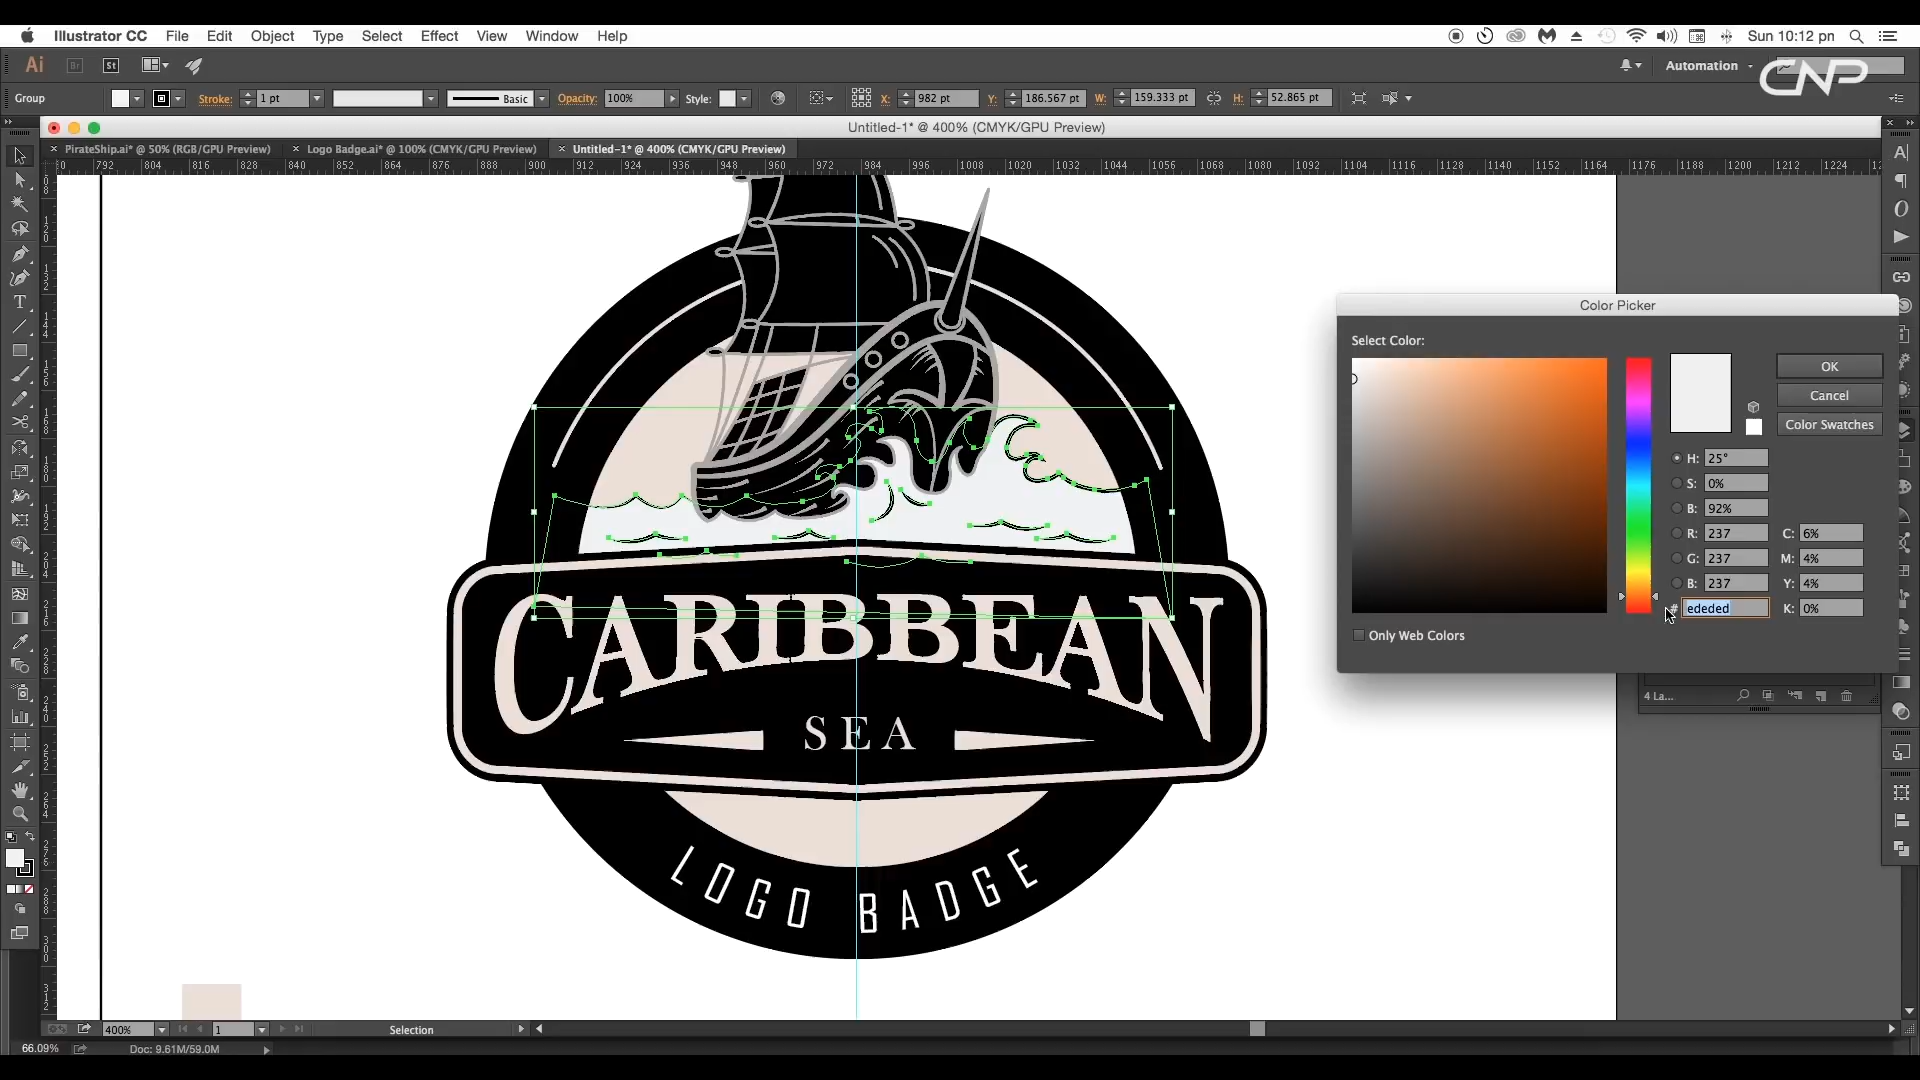 Illustrator CC File Edit Object Type Select Effect View Window Help Sun 10:12 pn
Ai Br St Automation CNP
Group Stroke: 1 pt Basic Opacity: 100% Style: X: 982 pt Y: 186.567 pt W: 159.333 pt H: 52.865 pt
Untitled-1* @ 400% (CMYK/GPU Preview)
PirateShip.ai* @ 50% (RGB/GPU Preview) Logo Badge.ai* @ 100% (CMYK/GPU Preview) Untitled-1* @ 400% (CMYK/GPU Preview)
792 804 816 828 840 852 864 876 888 900 912 924 936 948 960 972 984 996 1008 1020 1032 1044 1056 1068 1080 1092 1104 1116 1128 1140 1152 1164 1176 1188 1200 1212 1224
Color Picker
Select Color:
OK
Cancel
Color Swatches
H: 25°
S: 0%
B: 92%
R: 237 C: 6%
G: 237 M: 4%
B: 237 Y: 4%
# ededed K: 0%
Only Web Colors
4 La...
CARIBBEAN
SEA
LOGO BADGE
400% 1 Selection
66.09% Doc: 9.61M/59.0M